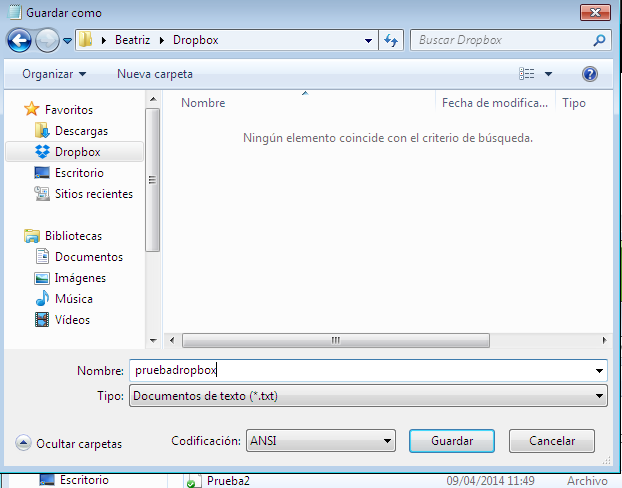 Guardar como
Beatriz Dropbox
Buscar Dropbox
Organizar Nueva carpeta
Nombre Fecha de modifica... Tipo
Ningún elemento coincide con el criterio de búsqueda.
Favoritos
Descargas
Dropbox
Escritorio
Sitios recientes
Bibliotecas
Documentos
Imágenes
Música
Vídeos
Nombre: pruebadropbox
Tipo: Documentos de texto (*.txt)
Ocultar carpetas Codificación: ANSI Guardar Cancelar
Escritorio Prueba2 09/04/2014 11:49 Archivo